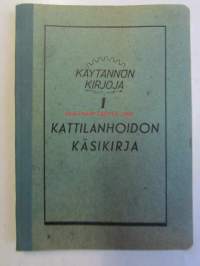 KÄYTÄNNÖN
KIRJOJA
1
KATTILANHOIDON
KÄSIKIRJA